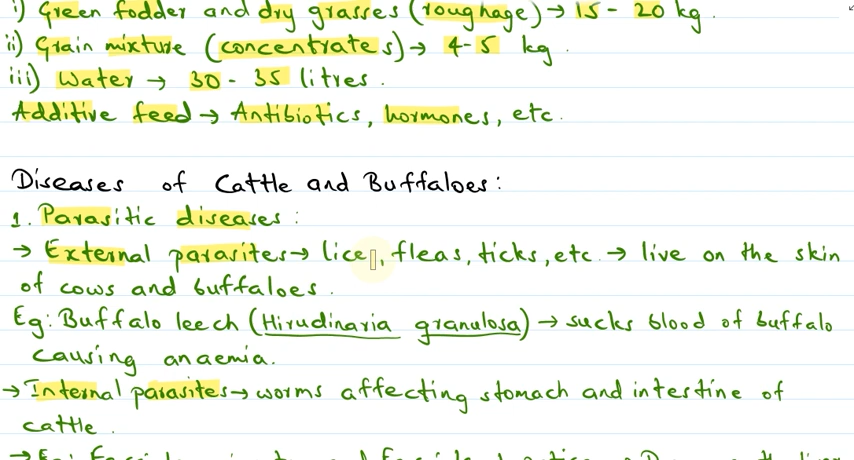 i) Green fodder and dry grasses (roughage) → 15 - 20 kg.
ii) Grain mixture (concentrates) → 4-5 kg.
iii) Water → 30 - 35 litres.
Additive feed → Antibiotics, hormones, etc.
Diseases of Cattle and Buffaloes:
1. Parasitic diseases:
→ External parasites → lice, fleas, ticks, etc. → live on the skin
of cows and buffaloes.
Eg: Buffalo leech (Hirudinaria granulosa) → sucks blood of buffalo
causing anaemia.
→ Internal parasites → worms affecting stomach and intestine of
cattle.